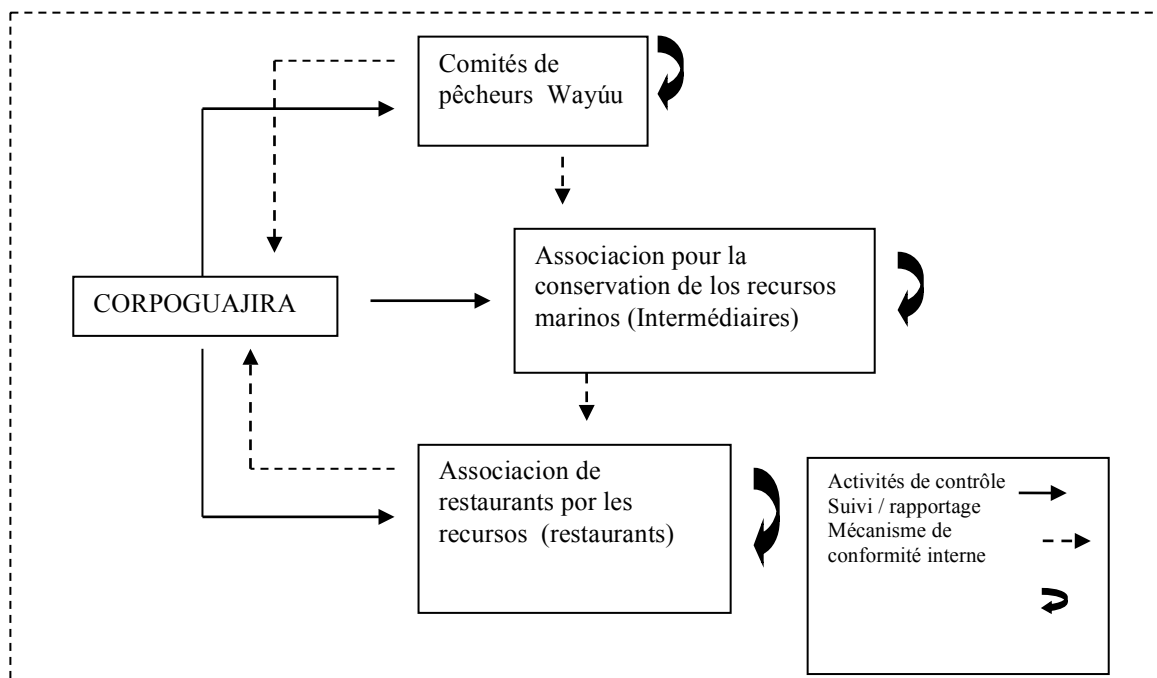 Comités de
pêcheurs Wayúu
Associacion pour la
conservation de los recursos
marinos (Intermédiaires)
CORPOGUAJIRA
Associacion de
restaurants por les
recursos (restaurants)
Activités de contrôle
Suivi / rapportage
Mécanisme de
conformité interne